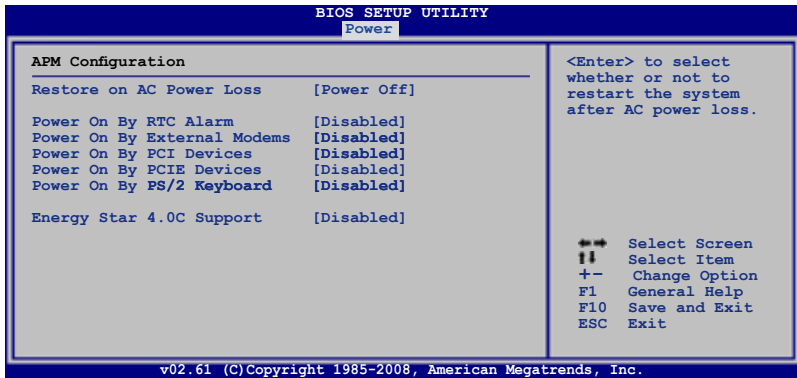 BIOS SETUP UTILITY
Power
APM Configuration
Restore on AC Power Loss [Power Off]
Power On By RTC Alarm [Disabled]
Power On By External Modems [Disabled]
Power On By PCI Devices [Disabled]
Power On By PCIE Devices [Disabled]
Power On By PS/2 Keyboard [Disabled]
Energy Star 4.0C Support [Disabled]
<Enter> to select
whether or not to
restart the system
after AC power loss.
←→ Select Screen
↑↓ Select Item
+- Change Option
F1 General Help
F10 Save and Exit
ESC Exit
v02.61 (C)Copyright 1985-2008, American Megatrends, Inc.